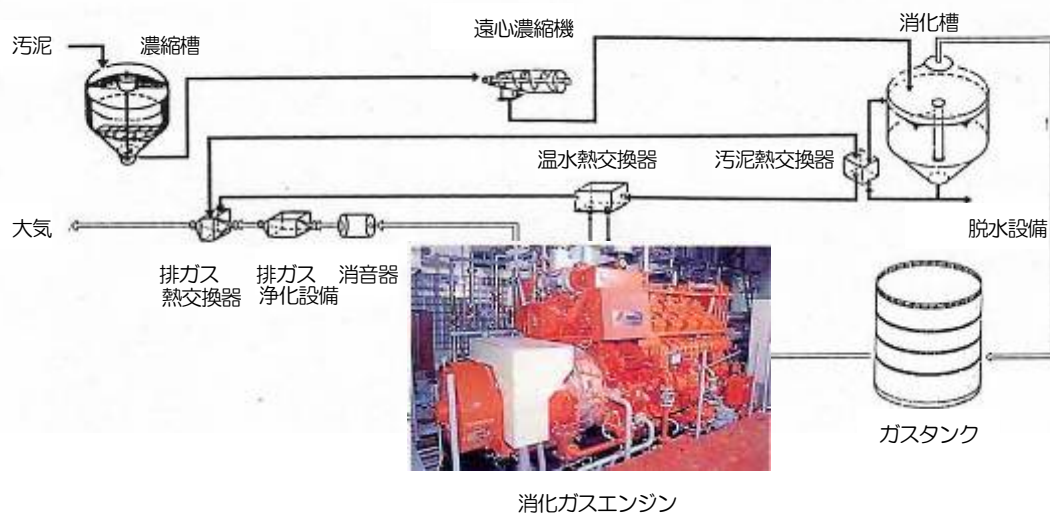 汚泥
濃縮槽
遠心濃縮機
消化槽
温水熱交換器
汚泥熱交換器
大気
脱水設備
排ガス
熱交換器
排ガス
浄化設備
消音器
ガスタンク
消化ガスエンジン